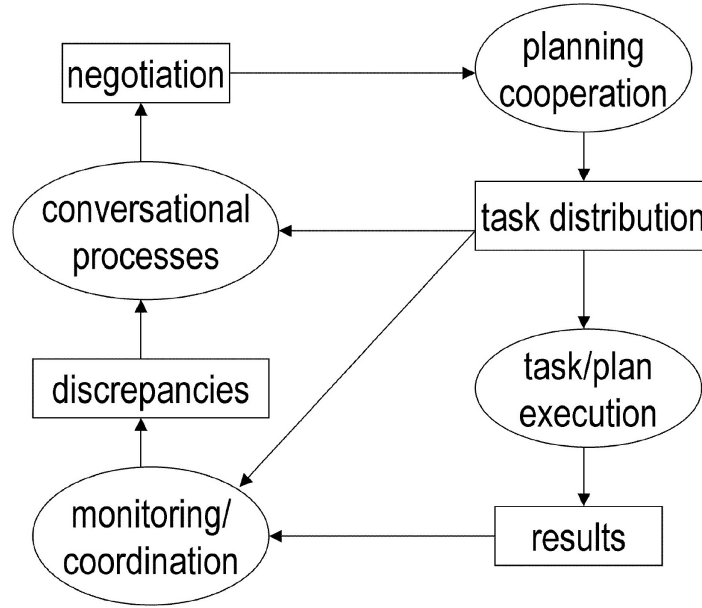 negotiation
planning
cooperation
conversational
processes
task distribution
discrepancies
task/plan
execution
monitoring/
coordination
results